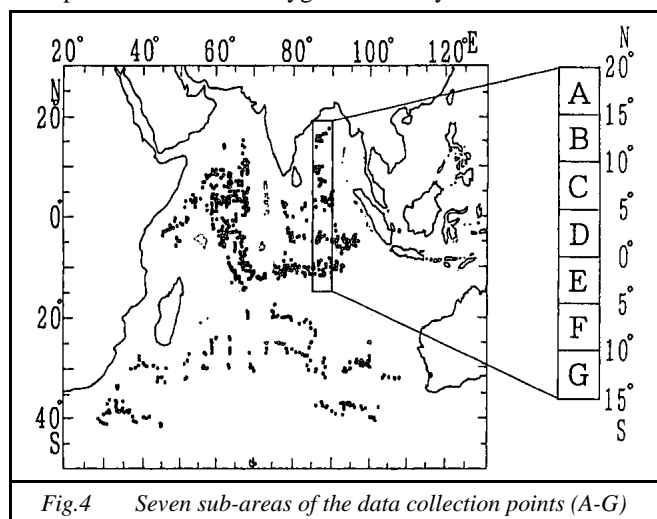 20° 40° 60° 80° 100° 120°E
N
20°
0°
20°
40°
S
N
20°
A
15°
B
10°
C
5°
D
0°
E
5°
F
10°
G
15°
S
Fig.4 Seven sub-areas of the data collection points (A-G)